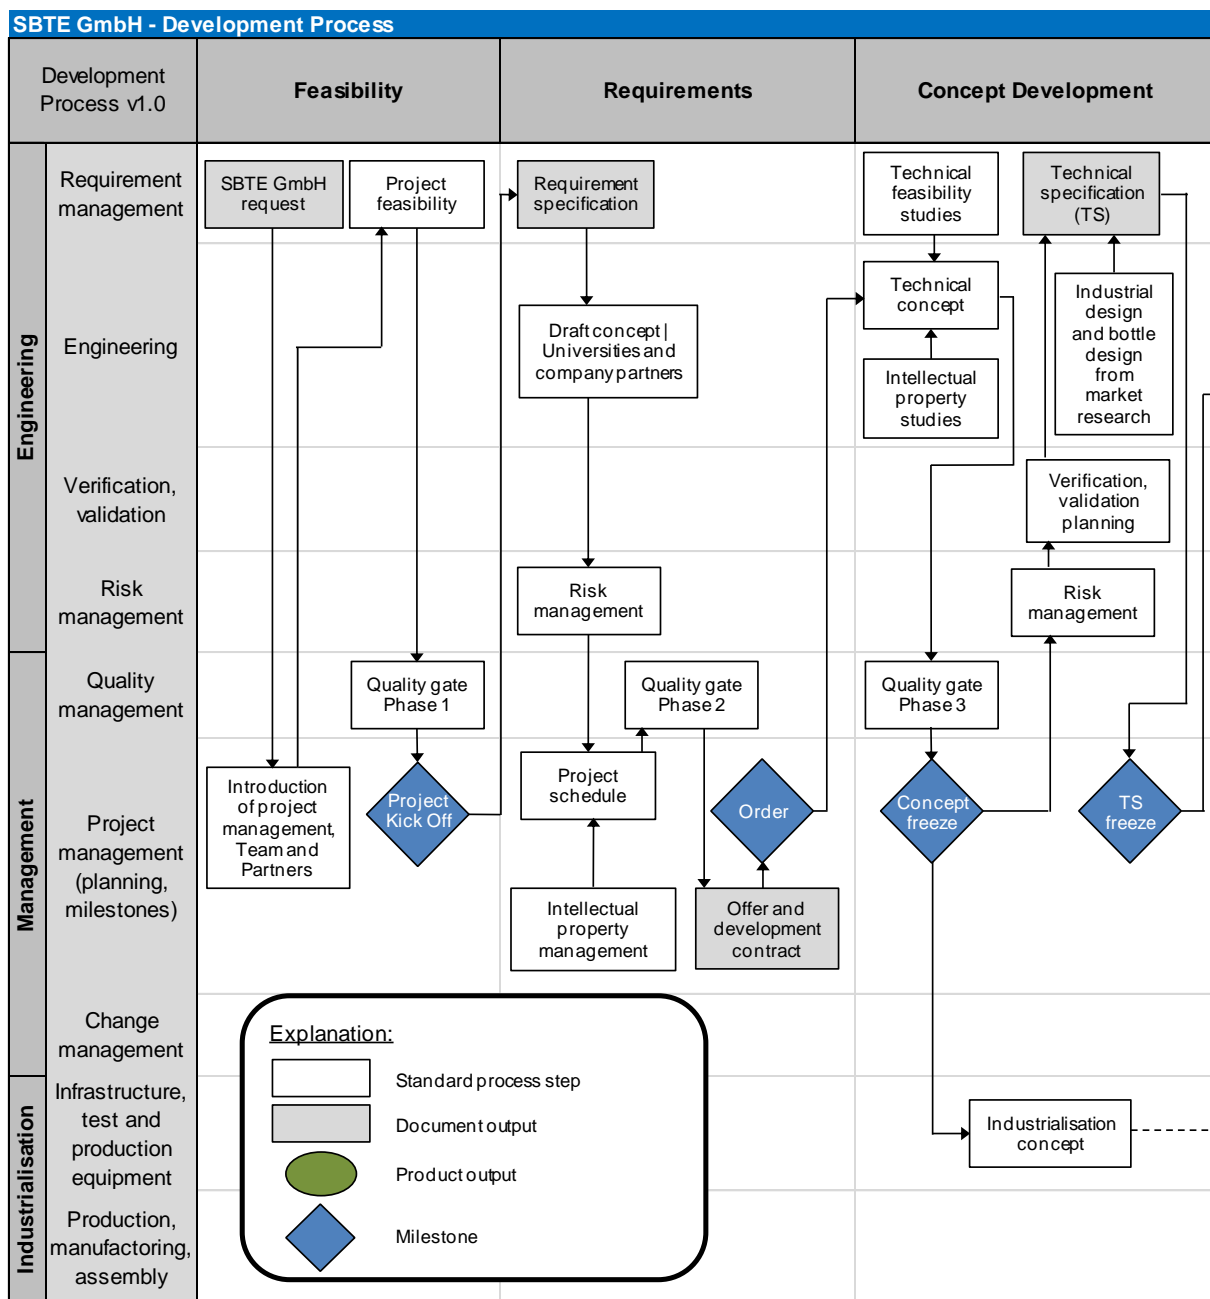 SBTE GmbH - Development Process
Development
Process v1.0
Feasibility
Requirements
Concept Development
Engineering
Requirement
management
SBTE GmbH
request
Project
feasibility
Requirement
specification
Technical
feasibility
studies
Technical
specification
(TS)
Engineering
Draft concept |
Universities and
company partners
Technical
concept
Intellectual
property
studies
Industrial
design
and bottle
design
from
market
research
Verification,
validation
Verification,
validation
planning
Risk
management
Risk
management
Risk
management
Management
Quality
management
Quality gate
Phase 1
Quality gate
Phase 2
Quality gate
Phase 3
Project
management
(planning,
milestones)
Introduction
of project
management,
Team and
Partners
Project
Kick Off
Project
schedule
Order
Concept
freeze
TS
freeze
Intellectual
property
management
Offer and
development
contract
Change
management
Industrialisation
Infrastructure,
test and
production
equipment
Industrialisation
concept
Production,
manufactoring,
assembly
Explanation:
Standard process step
Document output
Product output
Milestone